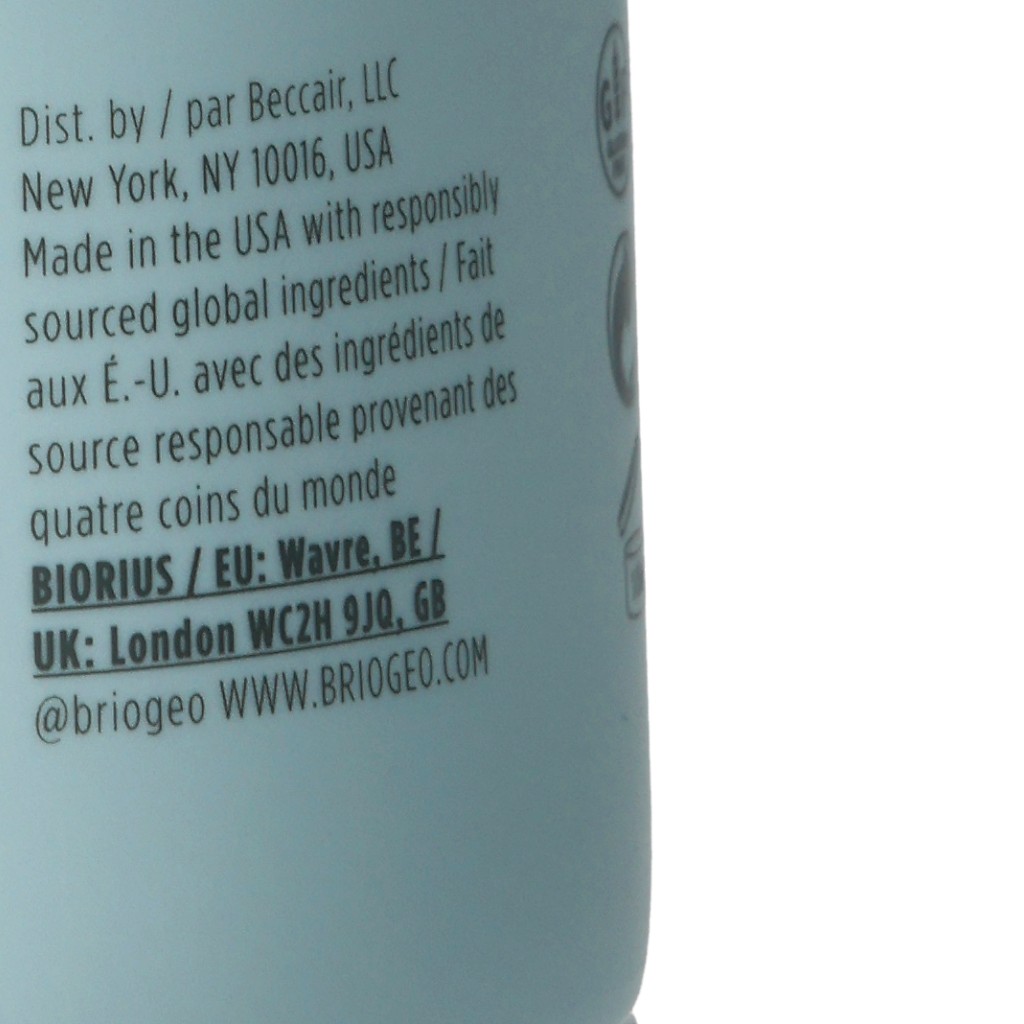 Dist. by / par Beccair, LLC
New York, NY 10016, USA
Made in the USA with responsibly
sourced global ingredients / Fait
aux É.-U. avec des ingrédients de
source responsable provenant des
quatre coins du monde
BIORIUS / EU: Wavre, BE /
UK: London WC2H 9JQ, GB
@briogeo WWW.BRIOGEO.COM